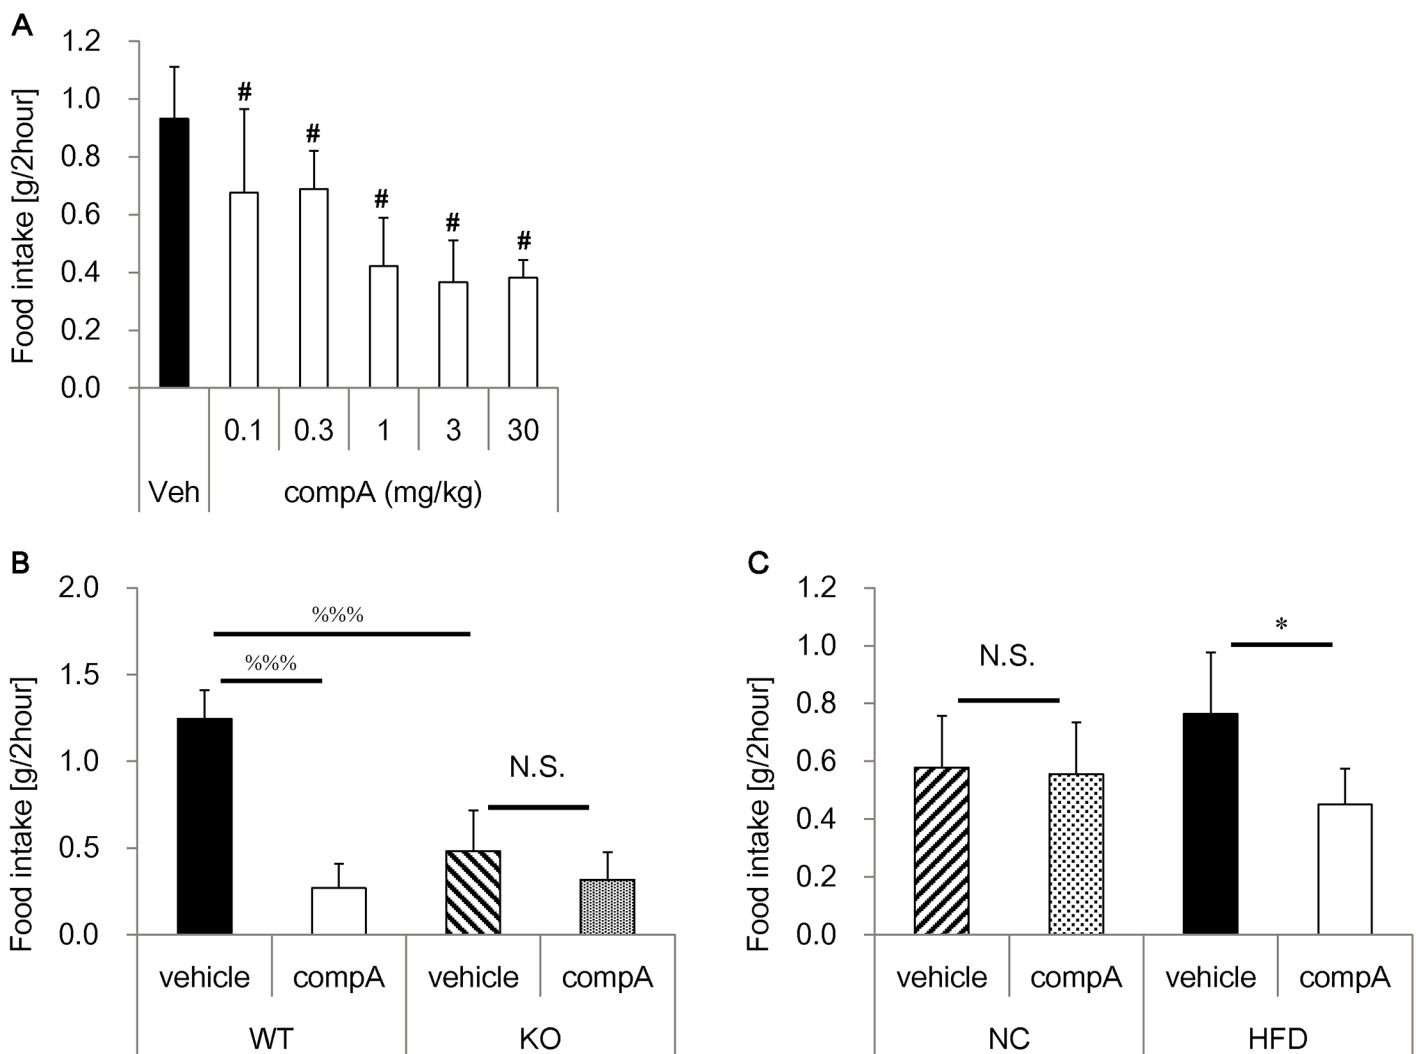 A
Food intake [g/2hour]
1.2
1.0
0.8
0.6
0.4
0.2
0.0
#
#
#
#
#
0.1 0.3 1 3 30
Veh compA (mg/kg)
B
Food intake [g/2hour]
2.0
1.5
1.0
0.5
0.0
%%%
%%%
N.S.
vehicle compA vehicle compA
WT KO
C
Food intake [g/2hour]
1.2
1.0
0.8
0.6
0.4
0.2
0.0
N.S.
*
vehicle compA vehicle compA
NC HFD